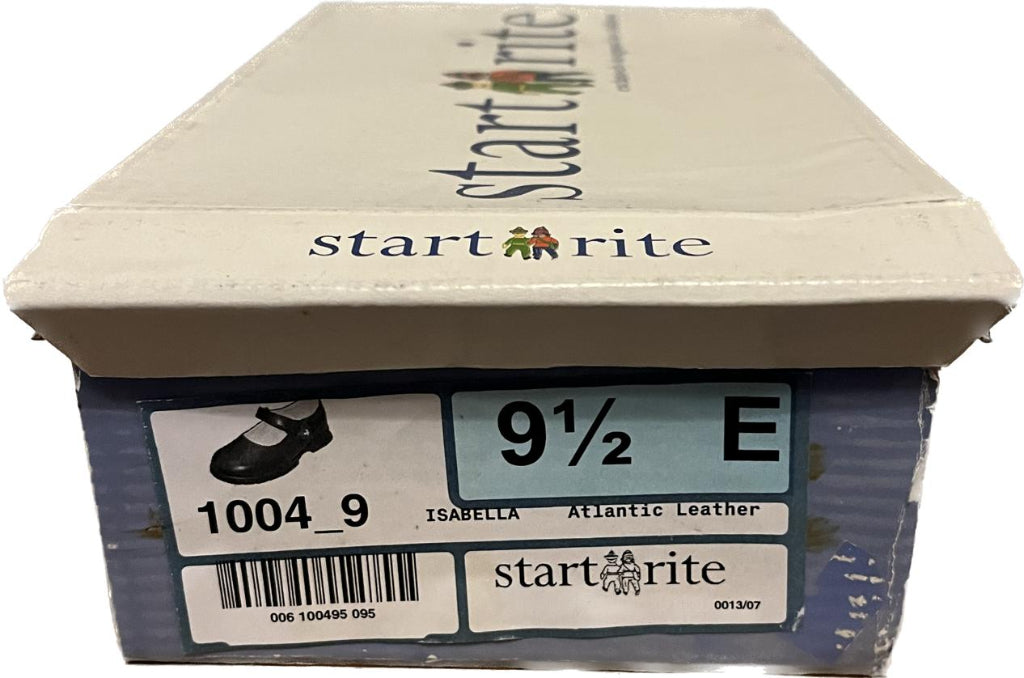 start rite
start rite
9½ E
1004_9 ISABELLA Atlantic Leather
006 100495 095
start rite
0013/07